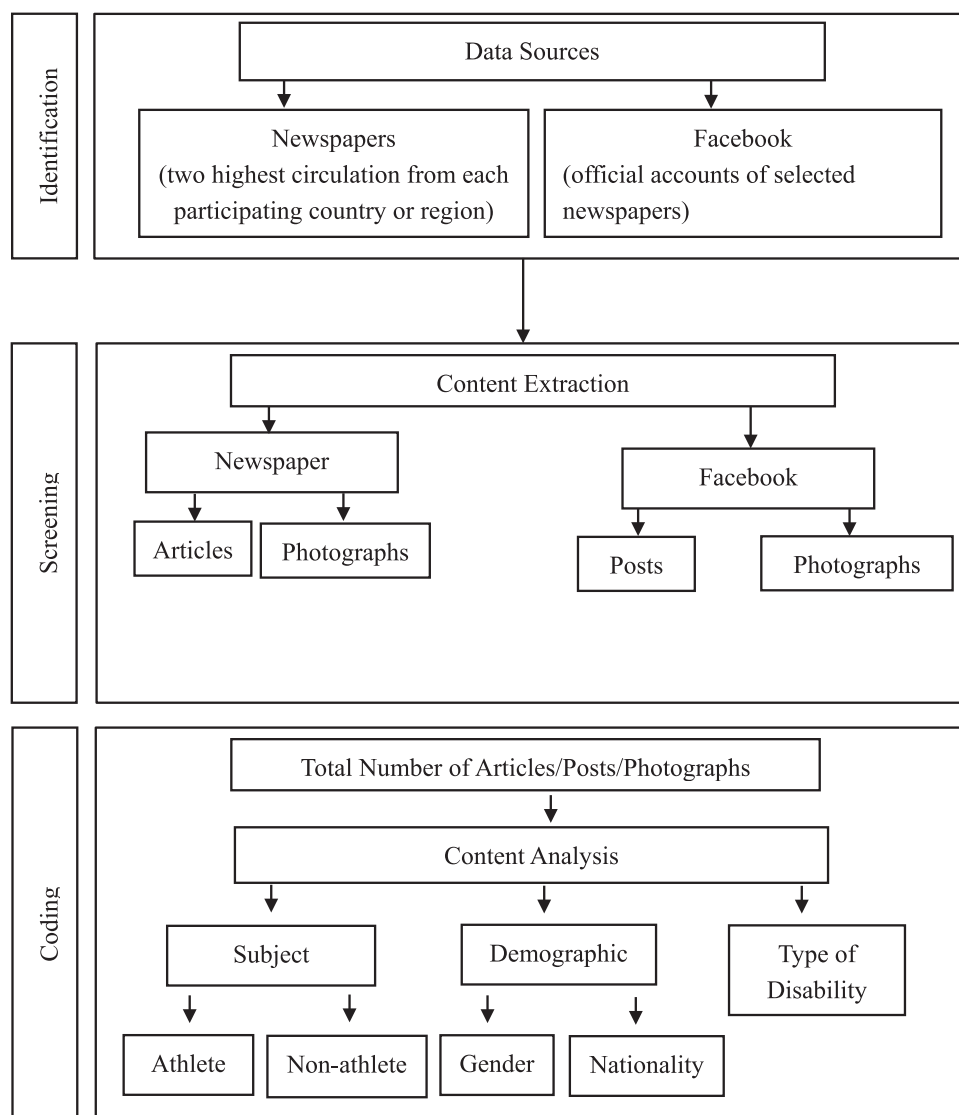 Identification
Data Sources
Newspapers
(two highest circulation from each
participating country or region)
Facebook
(official accounts of selected
newspapers)
Screening
Content Extraction
Newspaper
Facebook
Articles
Photographs
Posts
Photographs
Coding
Total Number of Articles/Posts/Photographs
Content Analysis
Subject
Demographic
Type of
Disability
Athlete
Non-athlete
Gender
Nationality